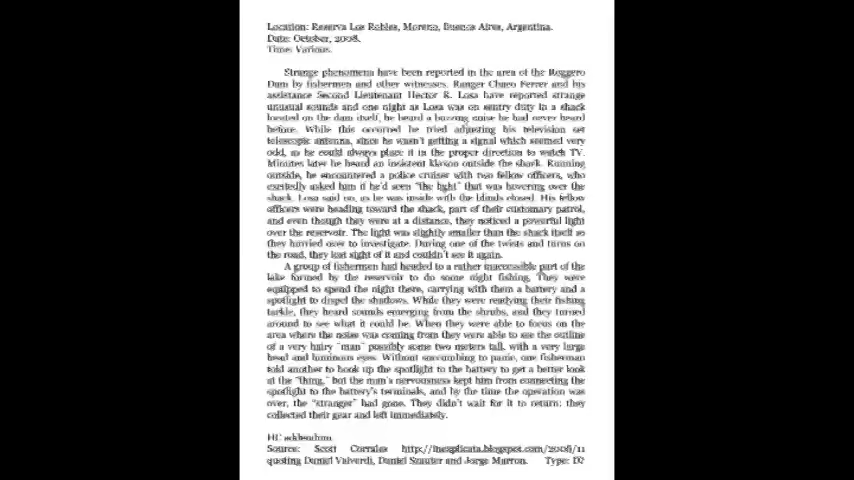 Location: Reserva Los Robles, Moreno, Buenos Aires, Argentina.
Date: October, 2008.
Time: Various.
Strange phenomena have been reported in the area of the Roggero
Dam by fishermen and other witnesses. Ranger Churo Ferrer and his
assistance Second Lieutenant Hector R. Losa have reported strange
unusual sounds and one night as Losa was on sentry duty in a shack
located on the dam itself, he heard a buzzing noise he had never heard
before. While this occurred he tried adjusting his television set
telescopic antenna, since he wasn't getting a signal which seemed very
odd, as he could always place it in the proper direction to watch TV.
Minutes later he heard an insistent klaxon outside the shack. Running
outside, he encountered a police cruiser with two fellow officers, who
excitedly asked him if he'd seen "the light" that was hovering over the
shack. Losa said no, as he was inside with the blinds closed. His fellow
officers were heading toward the shack, part of their customary patrol,
and even though they were at a distance, they noticed a powerful light
over the reservoir. The light was slightly smaller than the shack itself so
they hurried over to investigate. During one of the twists and turns on
the road, they lost sight of it and couldn't see it again.
A group of fishermen had headed to a rather inaccessible part of the
lake formed by the reservoir to do some night fishing. They were
equipped to spend the night there, carrying with them a battery and a
spotlight to dispel the shadows. While they were readying their fishing
tackle, they heard sounds emerging from the shrubs, and they turned
around to see what it could be. When they were able to focus on the
area where the noise was coming from they were able to see the outline
of a very hairy "man" possibly some two meters tall, with a very large
head and luminous eyes. Without succumbing to panic, one fisherman
told another to hook up the spotlight to the battery to get a better look
at the "thing," but the man's nervousness kept him from connecting the
spotlight to the battery's terminals, and by the time the operation was
over, the "stranger" had gone. They didn't wait for it to return: they
collected their gear and left immediately.
HC addendum
Source: Scott Corrales http://inexplicata.blogspot.com/2008/11
quoting Daniel Valverdi, Daniel and Jorge Marron. Type: